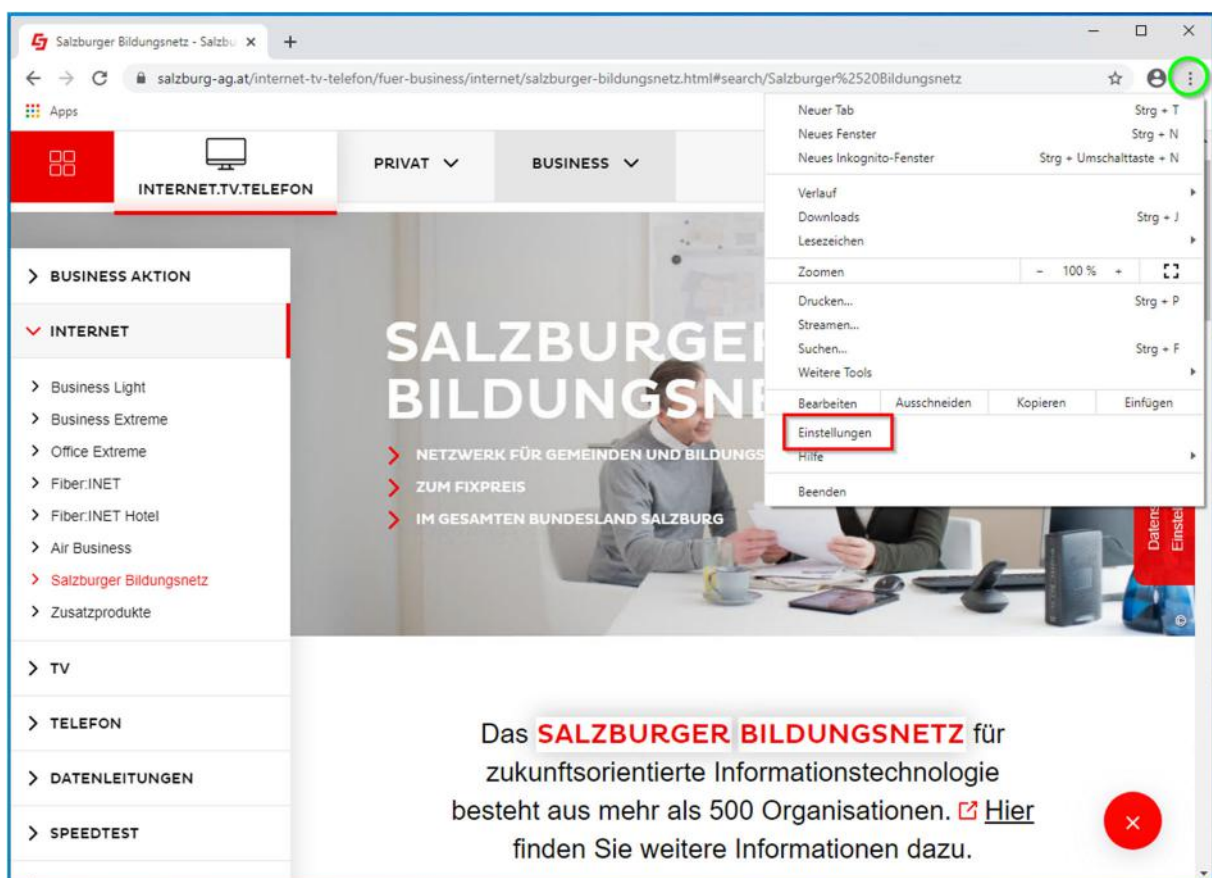 Salzburger Bildungsnetz - Salzbu
salzburg-ag.at/internet-tv-telefon/fuer-business/internet/salzburger-bildungsnetz.html#search/Salzburger%2520Bildungsnetz
Apps
INTERNET.TV.TELEFON
PRIVAT
BUSINESS
Neuer Tab Strg + T
Neues Fenster Strg + N
Neues Inkognito-Fenster Strg + Umschalttaste + N
Verlauf
Downloads Strg + J
Lesezeichen
Zoomen - 100 % +
Drucken... Strg + P
Streamen...
Suchen... Strg + F
Weitere Tools
Bearbeiten Ausschneiden Kopieren Einfügen
Einstellungen
Hilfe
Beenden
BUSINESS AKTION
INTERNET
Business Light
Business Extreme
Office Extreme
Fiber:INET
Fiber:INET Hotel
Air Business
Salzburger Bildungsnetz
Zusatzprodukte
TV
TELEFON
DATENLEITUNGEN
SPEEDTEST
SALZBURGER
BILDUNGSNE
NETZWERK FÜR GEMEINDEN UND BILDUNGS
ZUM FIXPREIS
IM GESAMTEN BUNDESLAND SALZBURG
Datens
Einstel
©
Das SALZBURGER BILDUNGSNETZ für
zukunftsorientierte Informationstechnologie
besteht aus mehr als 500 Organisationen. Hier
finden Sie weitere Informationen dazu.